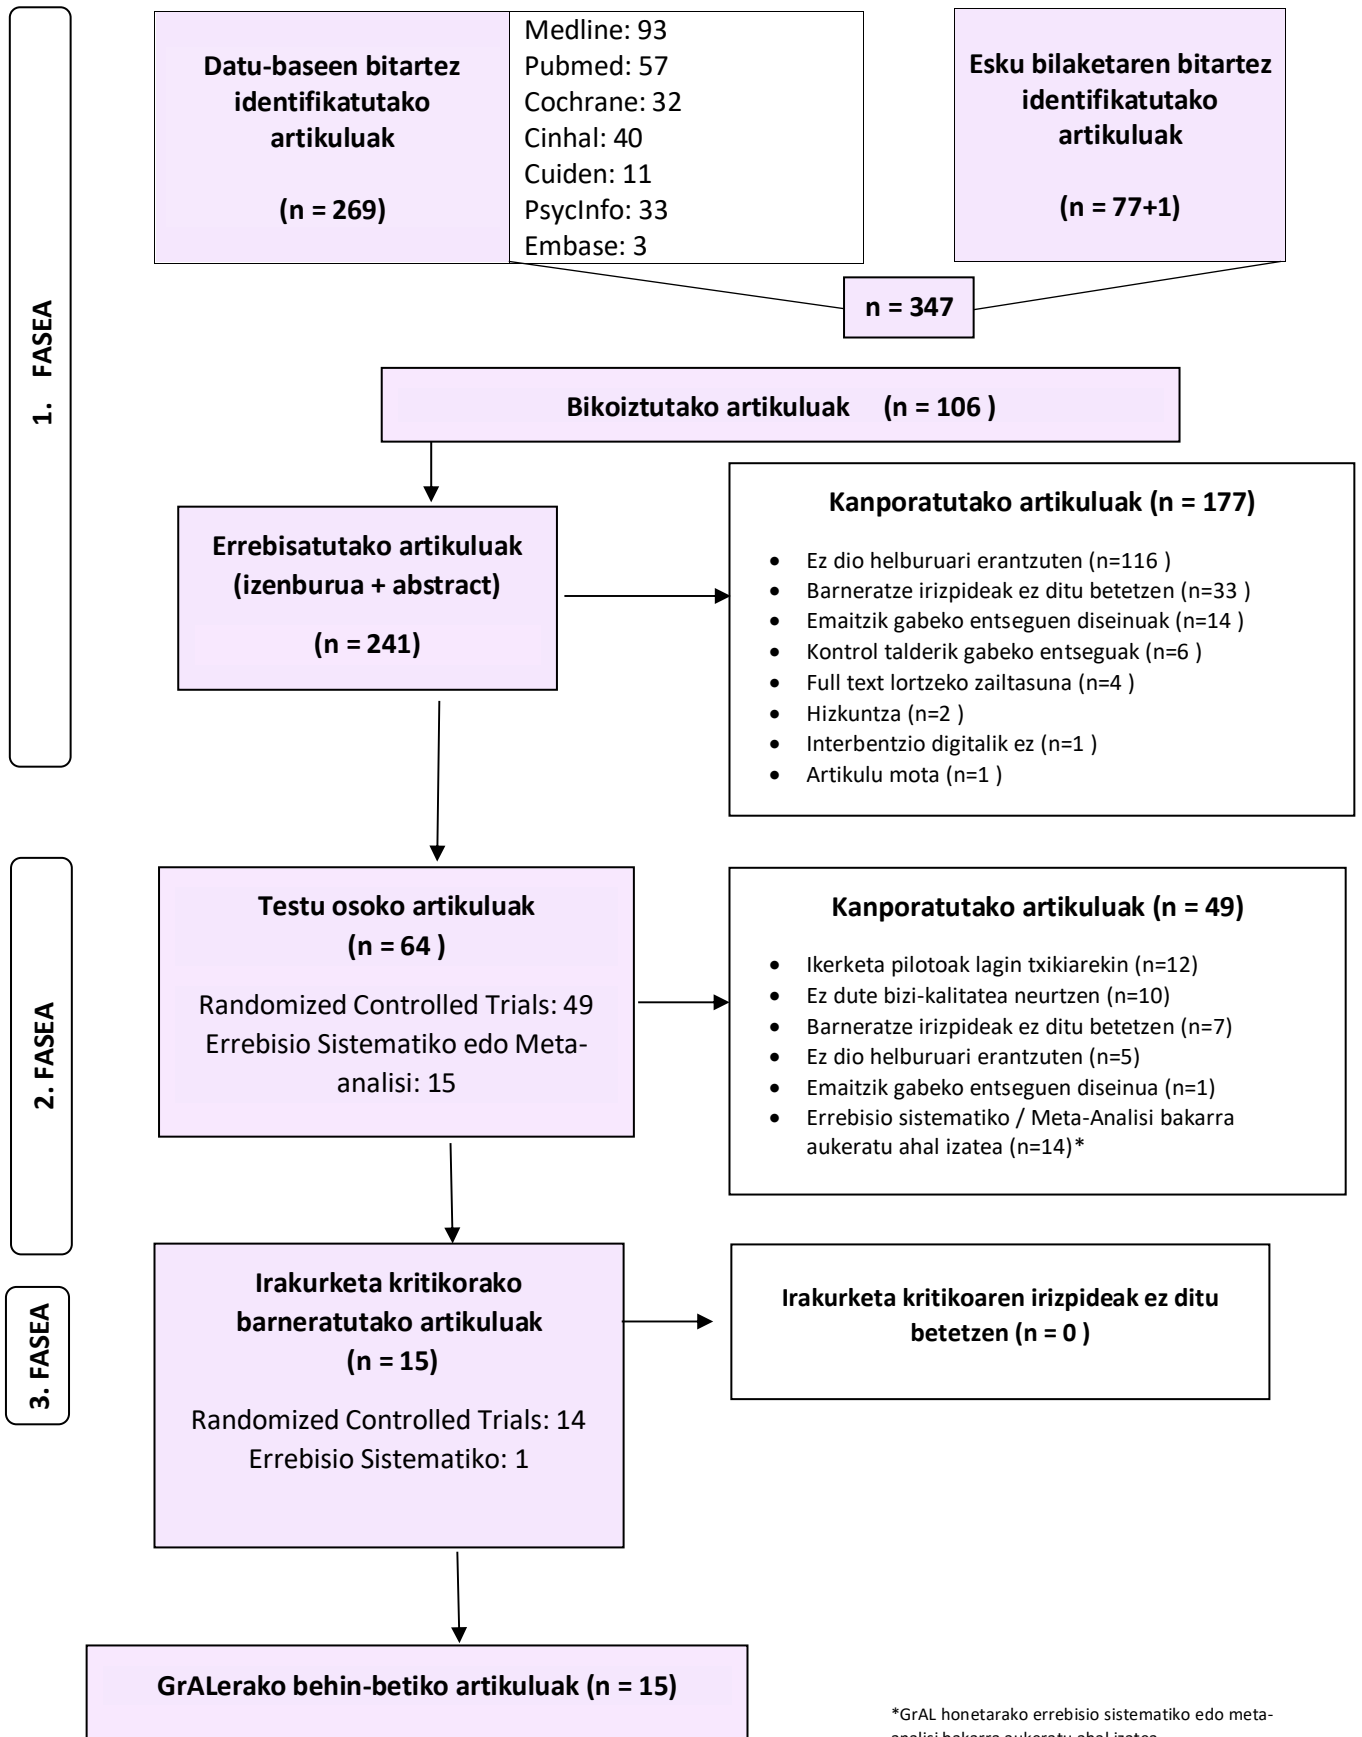 1. FASEA
Datu-baseen bitartez
identifikatutako
artikuluak
(n = 269)
Medline: 93
Pubmed: 57
Cochrane: 32
Cinhal: 40
Cuiden: 11
PsycInfo: 33
Embase: 3
Esku bilaketaren bitartez
identifikatutako
artikuluak
(n = 77+1)
n = 347
Bikoiztutako artikuluak (n = 106 )
Errebisatutako artikuluak
(izenburua + abstract)
(n = 241)
Kanporatutako artikuluak (n = 177)
• Ez dio helburuari erantzuten (n=116 )
• Barneratze irizpideak ez ditu betetzen (n=33 )
• Emaitzik gabeko entseguen diseinuak (n=14 )
• Kontrol talderik gabeko entseguak (n=6 )
• Full text lortzeko zailtasuna (n=4 )
• Hizkuntza (n=2 )
• Interbentzio digitalik ez (n=1 )
• Artikulu mota (n=1 )
2. FASEA
Testu osoko artikuluak
(n = 64 )
Randomized Controlled Trials: 49
Errebisio Sistematiko edo Meta-
analisi: 15
Kanporatutako artikuluak (n = 49)
• Ikerketa pilotoak lagin txikiarekin (n=12)
• Ez dute bizi-kalitatea neurtzen (n=10)
• Barneratze irizpideak ez ditu betetzen (n=7)
• Ez dio helburuari erantzuten (n=5)
• Emaitzik gabeko entseguen diseinua (n=1)
• Errebisio sistematiko / Meta-Analisi bakarra
aukeratu ahal izatea (n=14)*
3. FASEA
Irakurketa kritikorako
barneratutako artikuluak
(n = 15)
Randomized Controlled Trials: 14
Errebisio Sistematiko: 1
Irakurketa kritikoaren irizpideak ez ditu
betetzen (n = 0 )
GrALerako behin-betiko artikuluak (n = 15)
*GrAL honetarako errebisio sistematiko edo meta-
analisi bakarra aukeratu ahal izatea